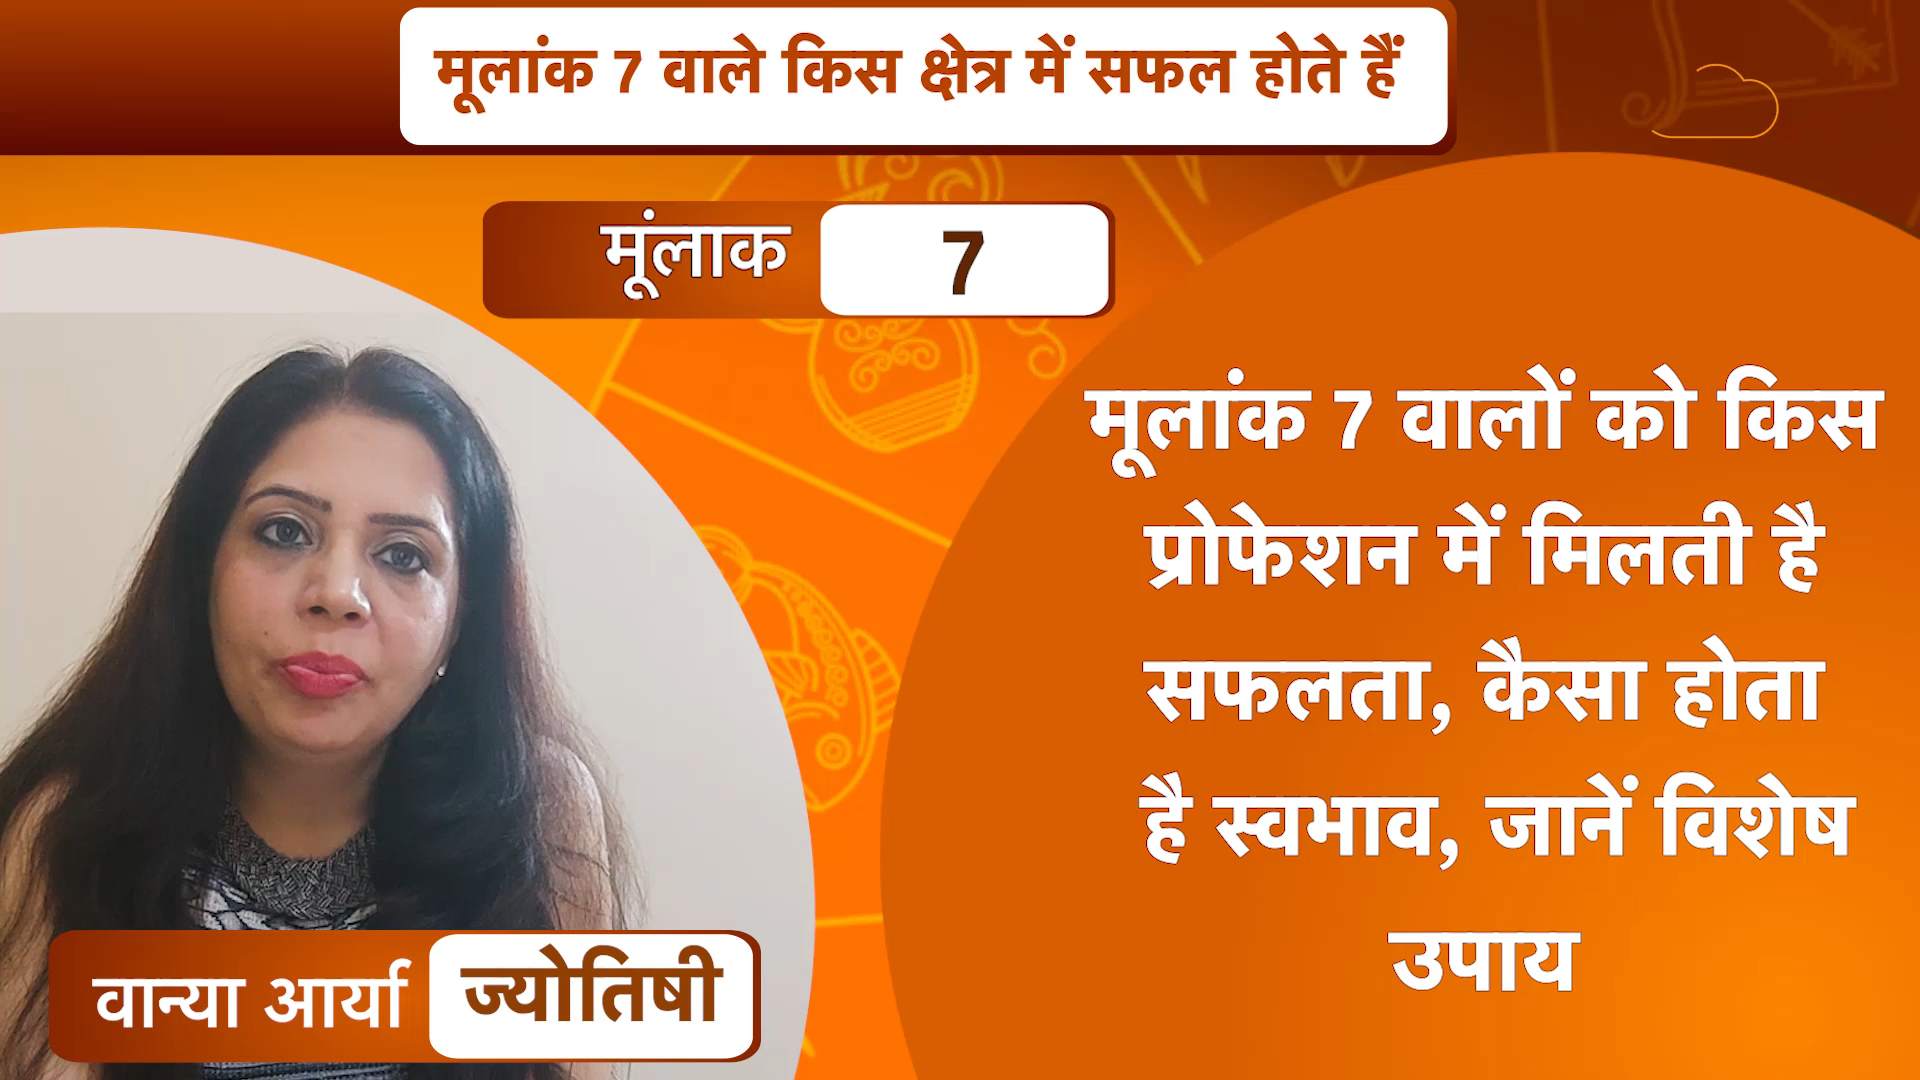 मूलांक 7 वाले किस क्षेत्र में सफल होते हैं
मूंलाक 7
मूलांक 7 वालों को किस
प्रोफेशन में मिलती है
सफलता, कैसा होता
है स्वभाव, जानें विशेष
उपाय
वान्या आर्या ज्योतिषी